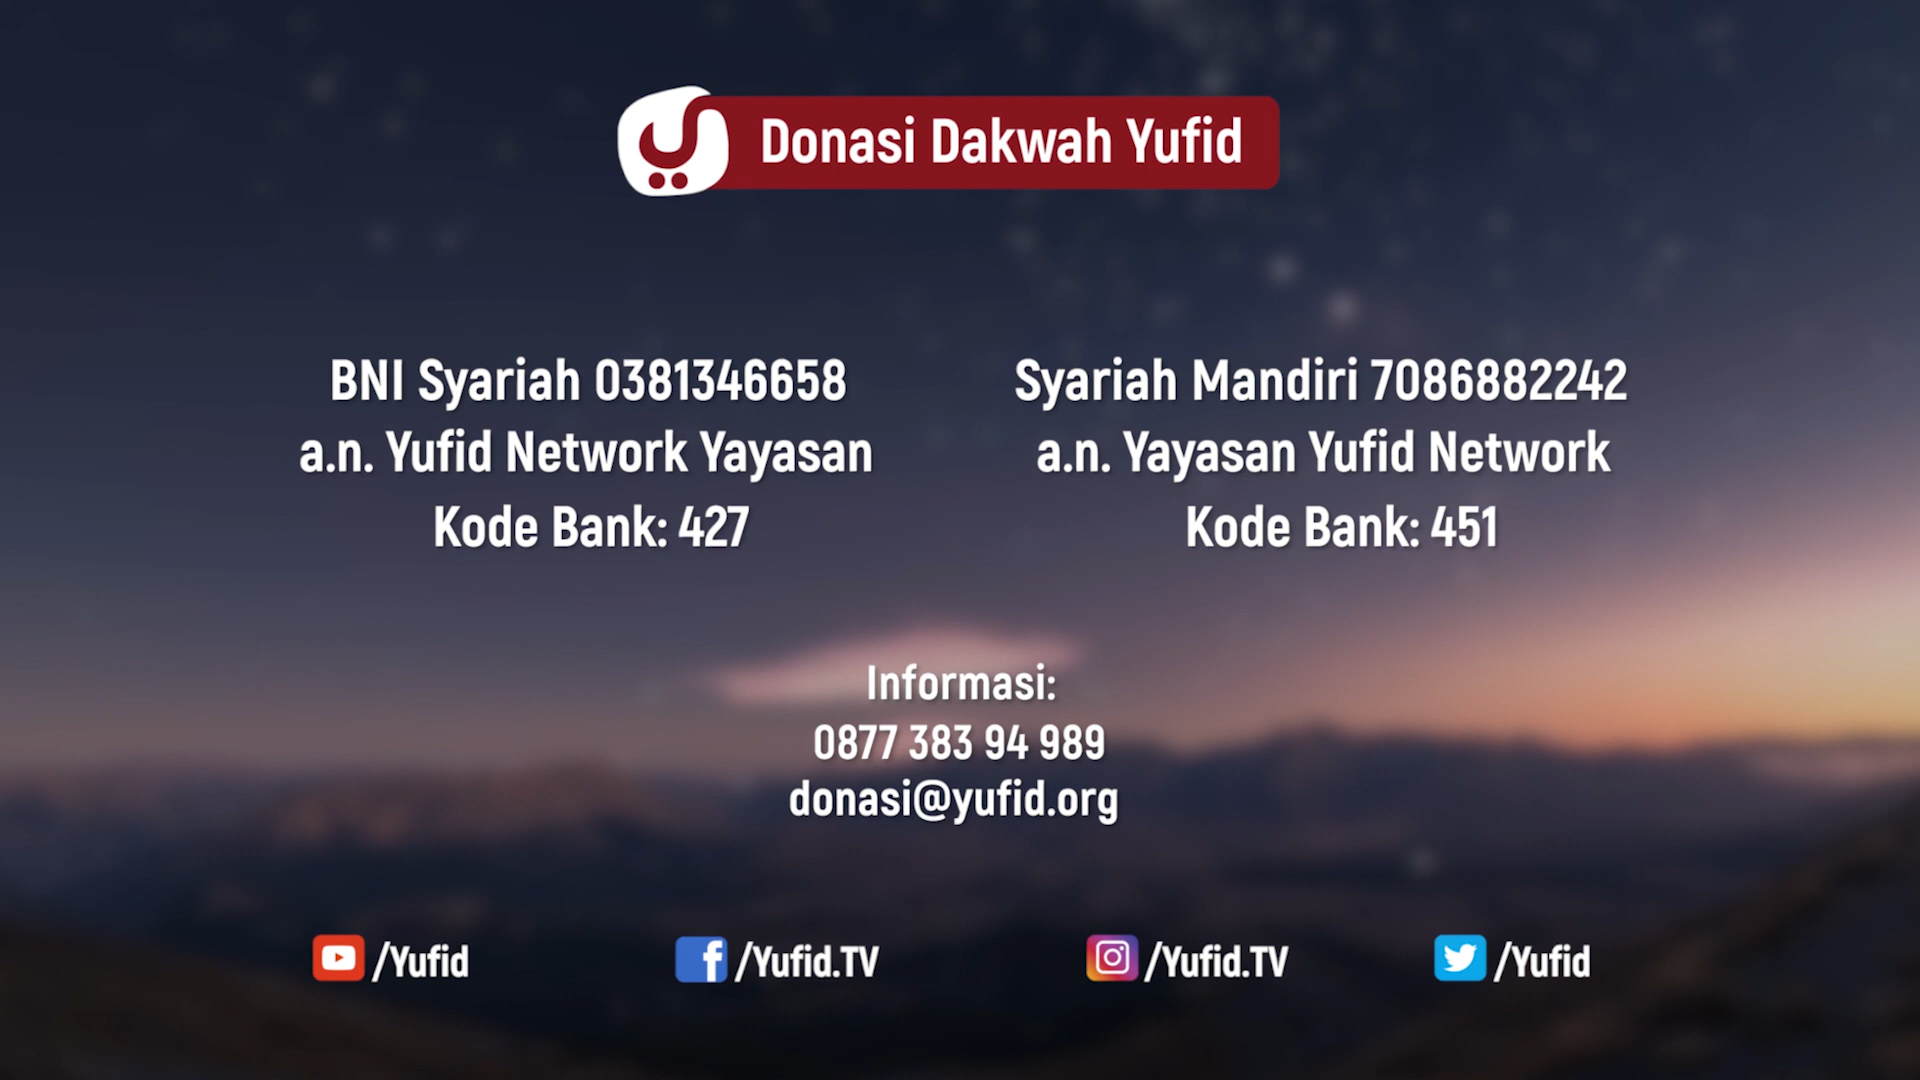 Donasi Dakwah Yufid
BNI Syariah 0381346658
a.n. Yufid Network Yayasan
Kode Bank: 427
Syariah Mandiri 7086882242
a.n. Yayasan Yufid Network
Kode Bank: 451
Informasi:
0877 383 94 989
donasi@yufid.org
/Yufid
/Yufid.TV
/Yufid.TV
/Yufid